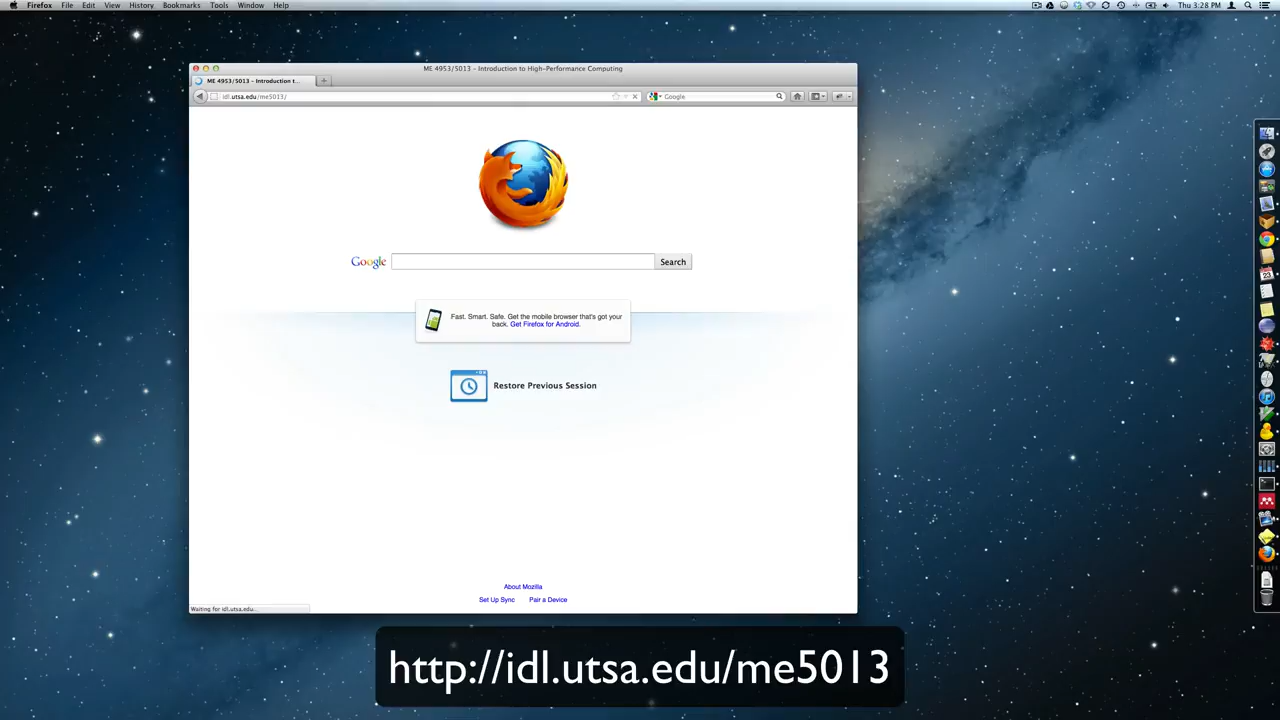 Firefox File Edit View History Bookmarks Tools Window Help
Thu 3:28 PM
ME 4953/5013 - Introduction to High-Performance Computing
ME 4953/5013 - Introduction t...
idl.utsa.edu/me5013/
Google
Google
Search
Fast. Smart. Safe. Get the mobile browser that's got your
back. Get Firefox for Android.
Restore Previous Session
About Mozilla
Set Up Sync Pair a Device
Waiting for idl.utsa.edu...
http://idl.utsa.edu/me5013